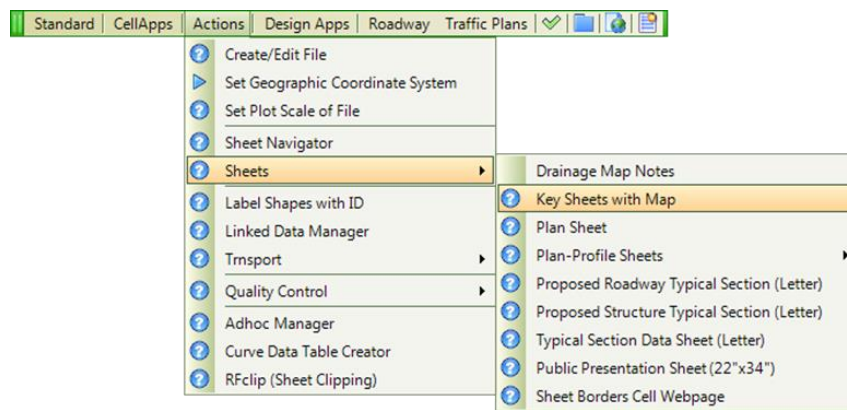 Standard CellApps Actions Design Apps Roadway Traffic Plans
Create/Edit File
Set Geographic Coordinate System
Set Plot Scale of File
Sheet Navigator
Sheets
Label Shapes with ID
Linked Data Manager
Trnsport
Quality Control
Adhoc Manager
Curve Data Table Creator
RFclip (Sheet Clipping)
Drainage Map Notes
Key Sheets with Map
Plan Sheet
Plan-Profile Sheets
Proposed Roadway Typical Section (Letter)
Proposed Structure Typical Section (Letter)
Typical Section Data Sheet (Letter)
Public Presentation Sheet (22"x34")
Sheet Borders Cell Webpage